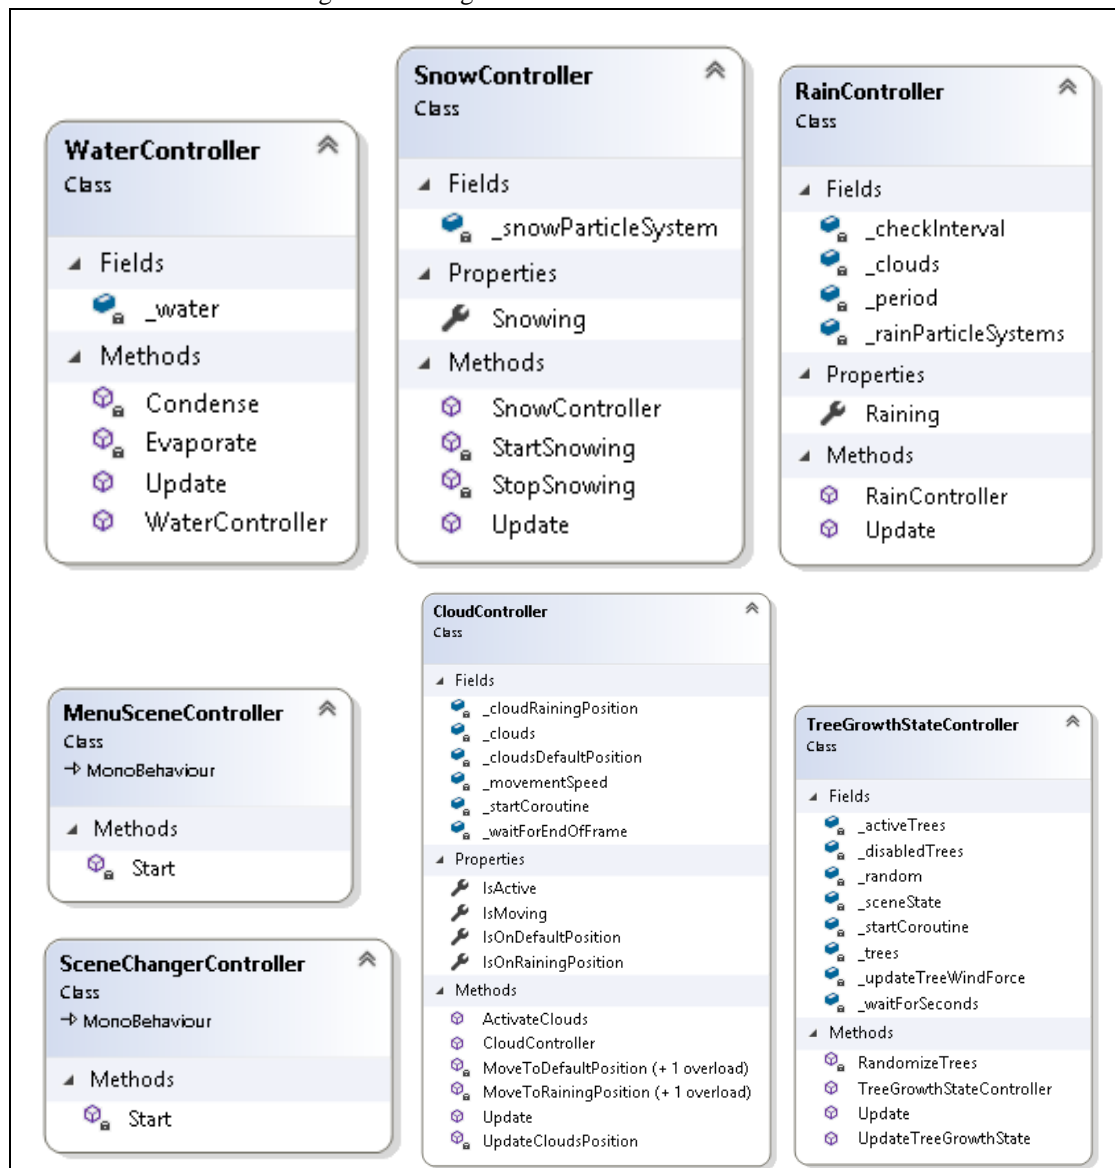 WaterController
Class
Fields
_water
Methods
Condense
Evaporate
Update
WaterController
SnowController
Class
Fields
_snowParticleSystem
Properties
Snowing
Methods
SnowController
StartSnowing
StopSnowing
Update
RainController
Class
Fields
_checkInterval
_clouds
_period
_rainParticleSystems
Properties
Raining
Methods
RainController
Update
MenuSceneController
Class
MonoBehaviour
Methods
Start
SceneChangerController
Class
MonoBehaviour
Methods
Start
CloudController
Class
Fields
_cloudRainingPosition
_clouds
_cloudsDefaultPosition
_movementSpeed
_startCoroutine
_waitForEndOfFrame
Properties
IsActive
IsMoving
IsOnDefaultPosition
IsOnRainingPosition
Methods
ActivateClouds
CloudController
MoveToDefaultPosition (+ 1 overload)
MoveToRainingPosition (+ 1 overload)
Update
UpdateCloudsPosition
TreeGrowthStateController
Class
Fields
_activeTrees
_disabledTrees
_random
_sceneState
_startCoroutine
_trees
_updateTreeWindForce
_waitForSeconds
Methods
RandomizeTrees
TreeGrowthStateController
Update
UpdateTreeGrowthState